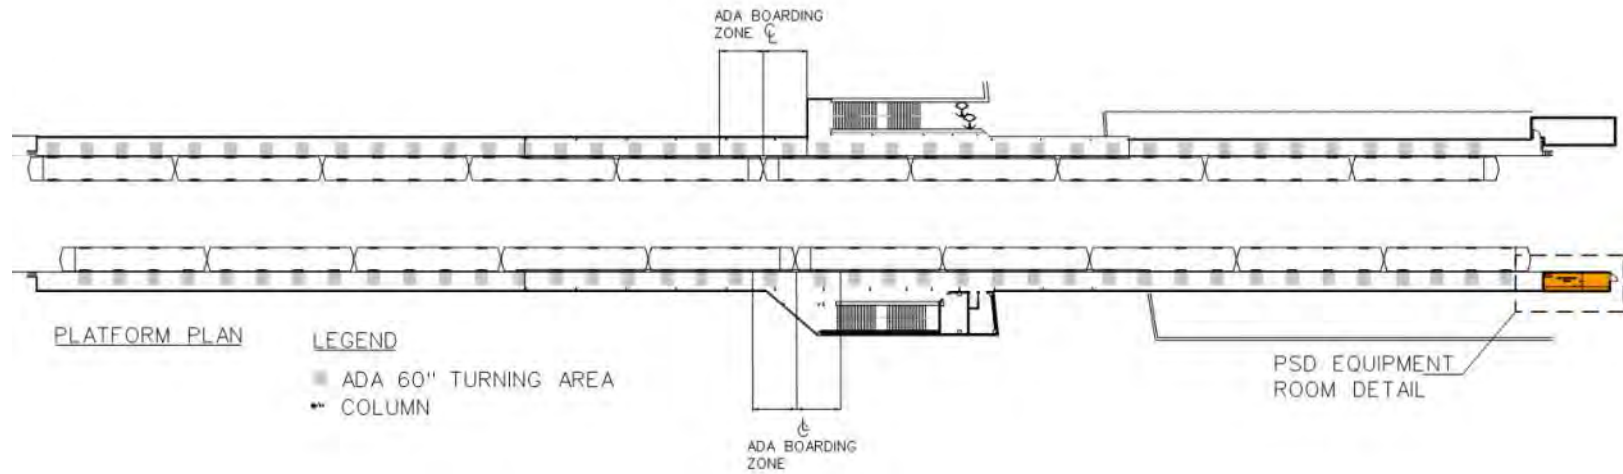 ADA BOARDING
ZONE ℄
PLATFORM PLAN
LEGEND
ADA 60" TURNING AREA
COLUMN
℄
ADA BOARDING
ZONE
PSD EQUIPMENT
ROOM DETAIL